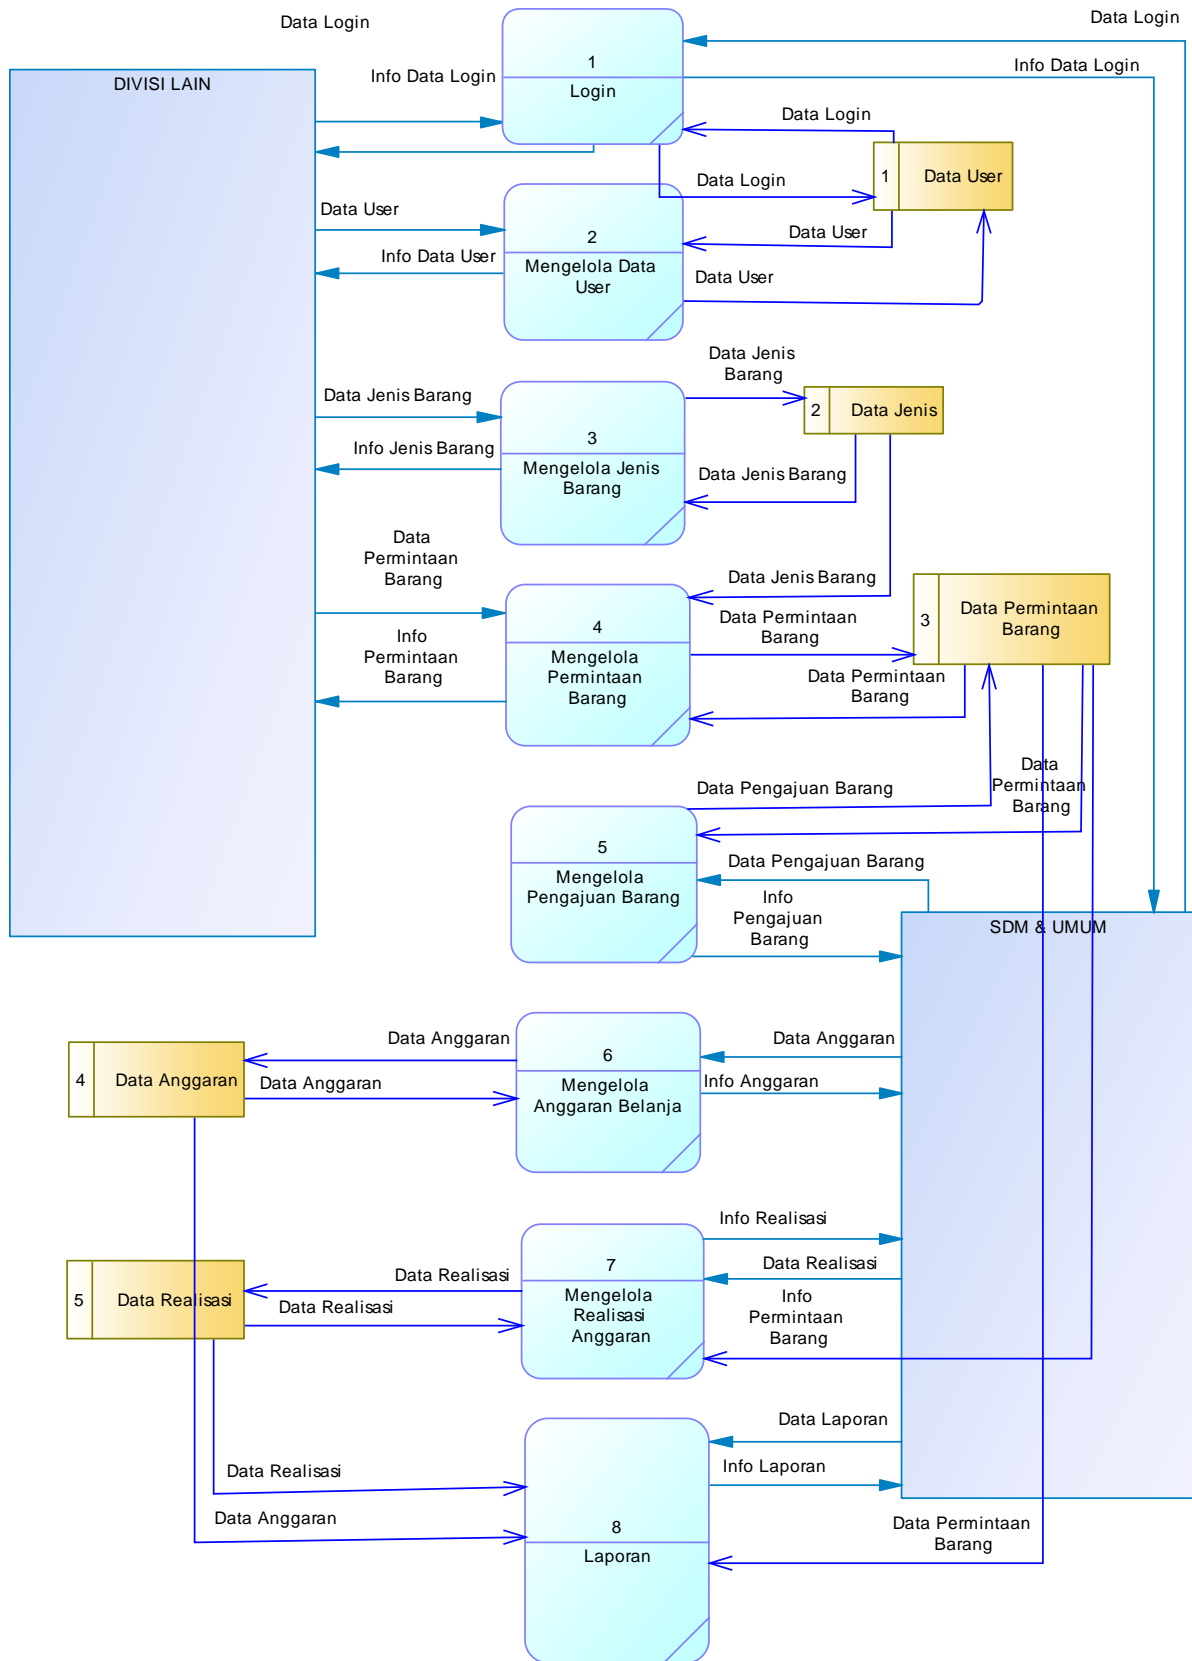 Data Login
Data Login
1
Login
Info Data Login
Info Data Login
DIVISI LAIN
Data Login
1
Data User
Data Login
Data User
Data User
2
Mengelola Data
User
Info Data User
Data User
Data Jenis
Barang
Data Jenis Barang
2
Data Jenis
3
Mengelola Jenis
Barang
Info Jenis Barang
Data Jenis Barang
Data
Permintaan
Barang
Data Jenis Barang
3
Data Permintaan
Barang
4
Mengelola
Permintaan
Barang
Data Permintaan
Barang
Info
Permintaan
Barang
Data Permintaan
Barang
Data
Permintaan
Barang
Data Pengajuan Barang
5
Mengelola
Pengajuan Barang
Data Pengajuan Barang
Info
Pengajuan
Barang
SDM & UMUM
Data Anggaran
Data Anggaran
4
Data Anggaran
Data Anggaran
6
Mengelola
Anggaran Belanja
Info Anggaran
Info Realisasi
5
Data Realisasi
Data Realisasi
Data Realisasi
7
Mengelola
Realisasi
Anggaran
Data Realisasi
Info
Permintaan
Barang
Data Laporan
Data Realisasi
Info Laporan
Data Anggaran
8
Laporan
Data Permintaan
Barang